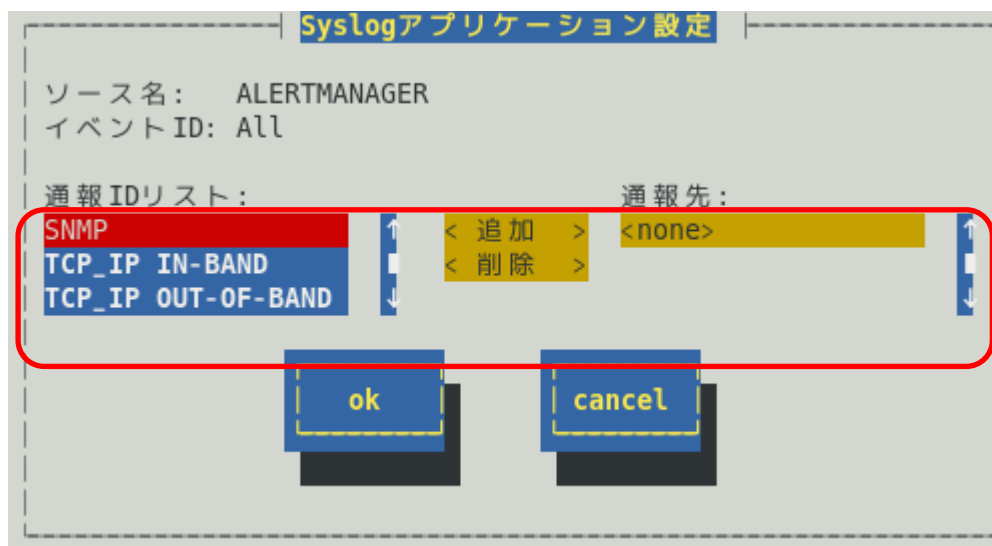 Syslogアプリケーション設定
ソース名: ALERTMANAGER
イベントID: All
通報IDリスト: 通報先:
SNMP ↑ < 追加 > <none> ↑
TCP_IP IN-BAND < 削除 >
TCP_IP OUT-OF-BAND ↓ ↓
ok cancel